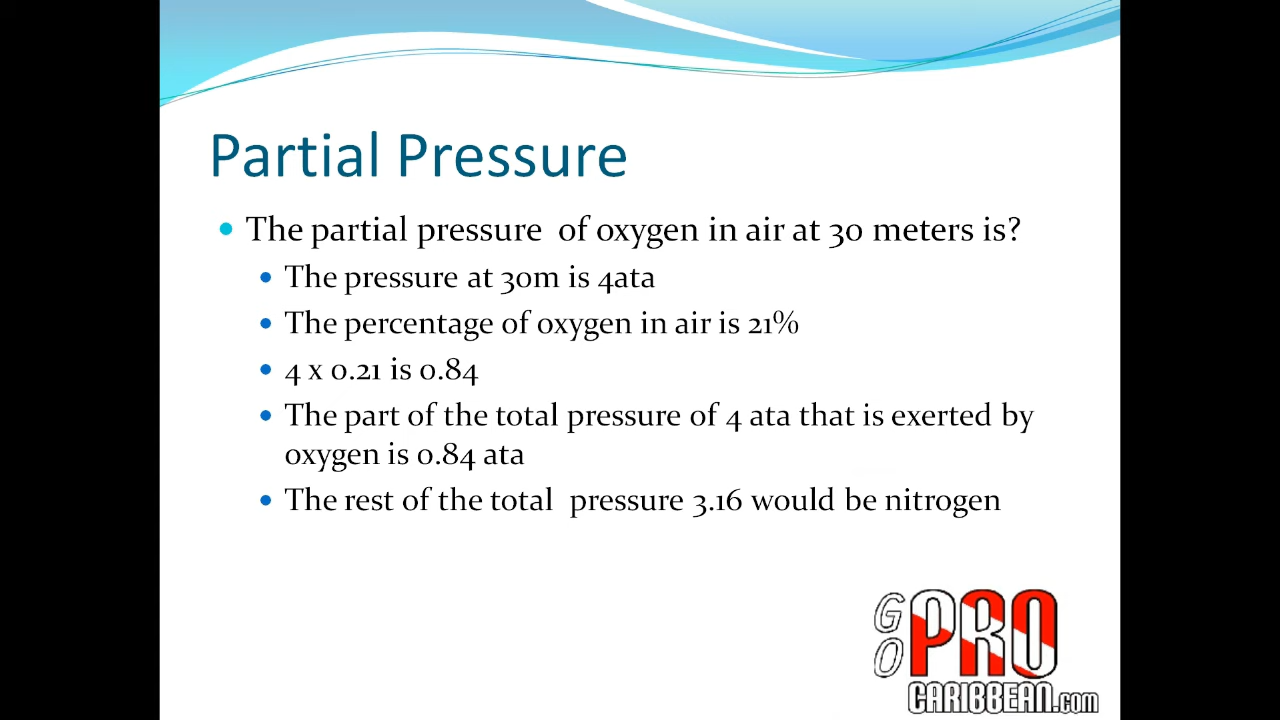 Partial Pressure
The partial pressure of oxygen in air at 30 meters is?
The pressure at 30m is 4ata
The percentage of oxygen in air is 21%
4 x 0.21 is 0.84
The part of the total pressure of 4 ata that is exerted by
oxygen is 0.84 ata
The rest of the total pressure 3.16 would be nitrogen
GO PRO
CARIBBEAN.com